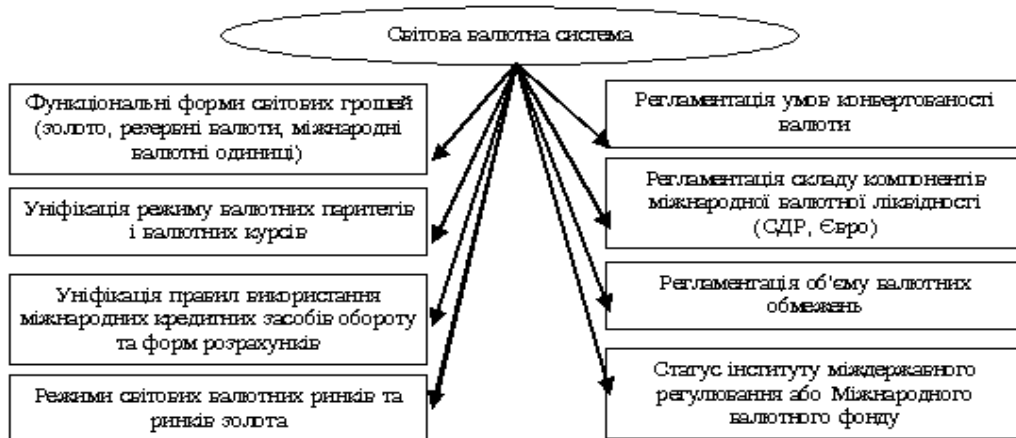 Світова валютна система
Функціональні форми світових грошей
(золото, резервні валюти, міжнародні
валютні одиниці)
Уніфікація режиму валютних паритетів
і валютних курсів
Уніфікація правил використання
міжнародних кредитних засобів обороту
та форм розрахунків
Режими світових валютних ринків та
ринків золота
Регламентація умов конвертованості
валюти
Регламентація складу компонентів
міжнародної валютної ліквідності
(СДР, Євро)
Регламентація об'єму валютних
обмежень
Статус інституту міждержавного
регулювання або Міжнародного
валютного фонду